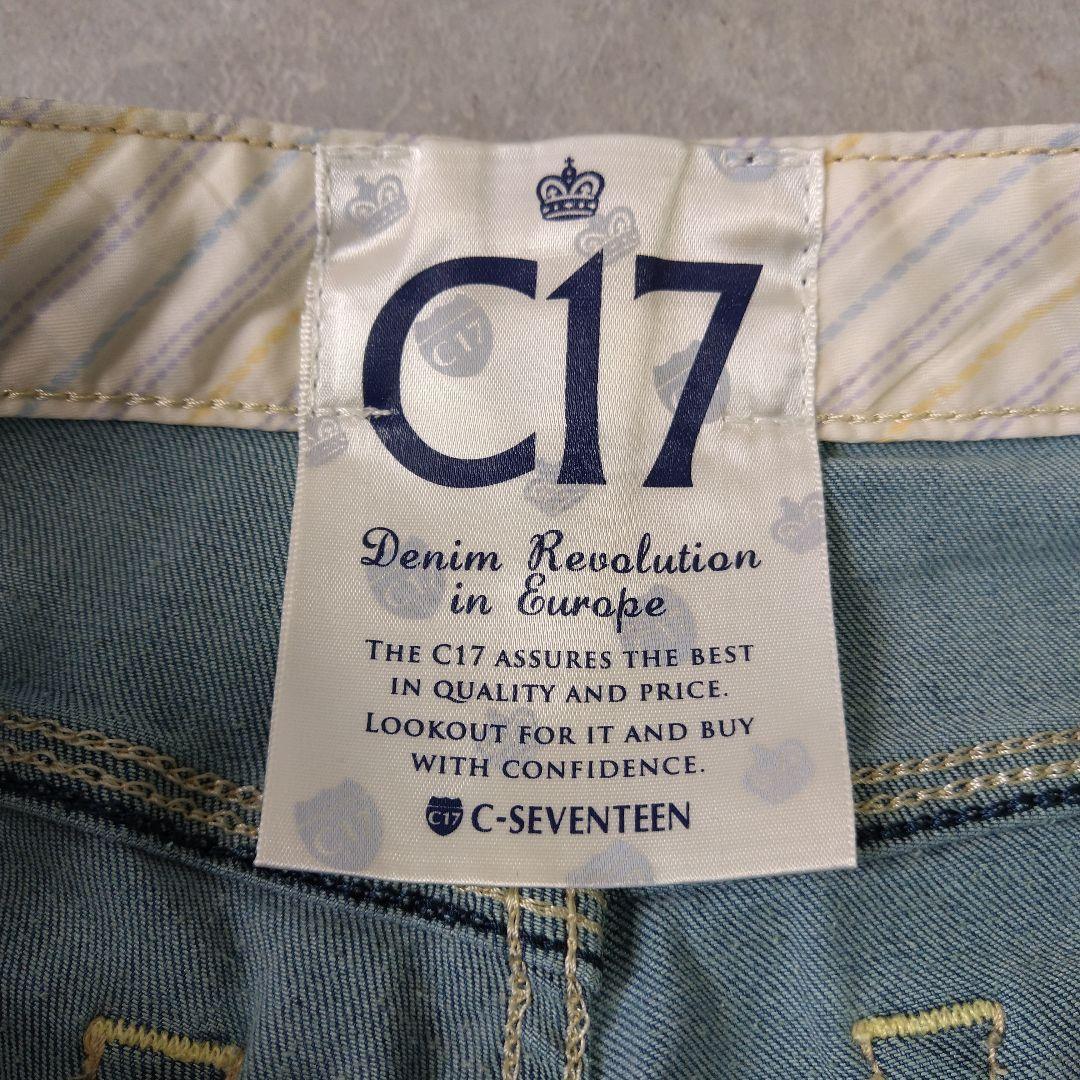 C17
Denim Revolution
in Europe
THE C17 ASSURES THE BEST
IN QUALITY AND PRICE.
LOOKOUT FOR IT AND BUY
WITH CONFIDENCE.
C17 C-SEVENTEEN